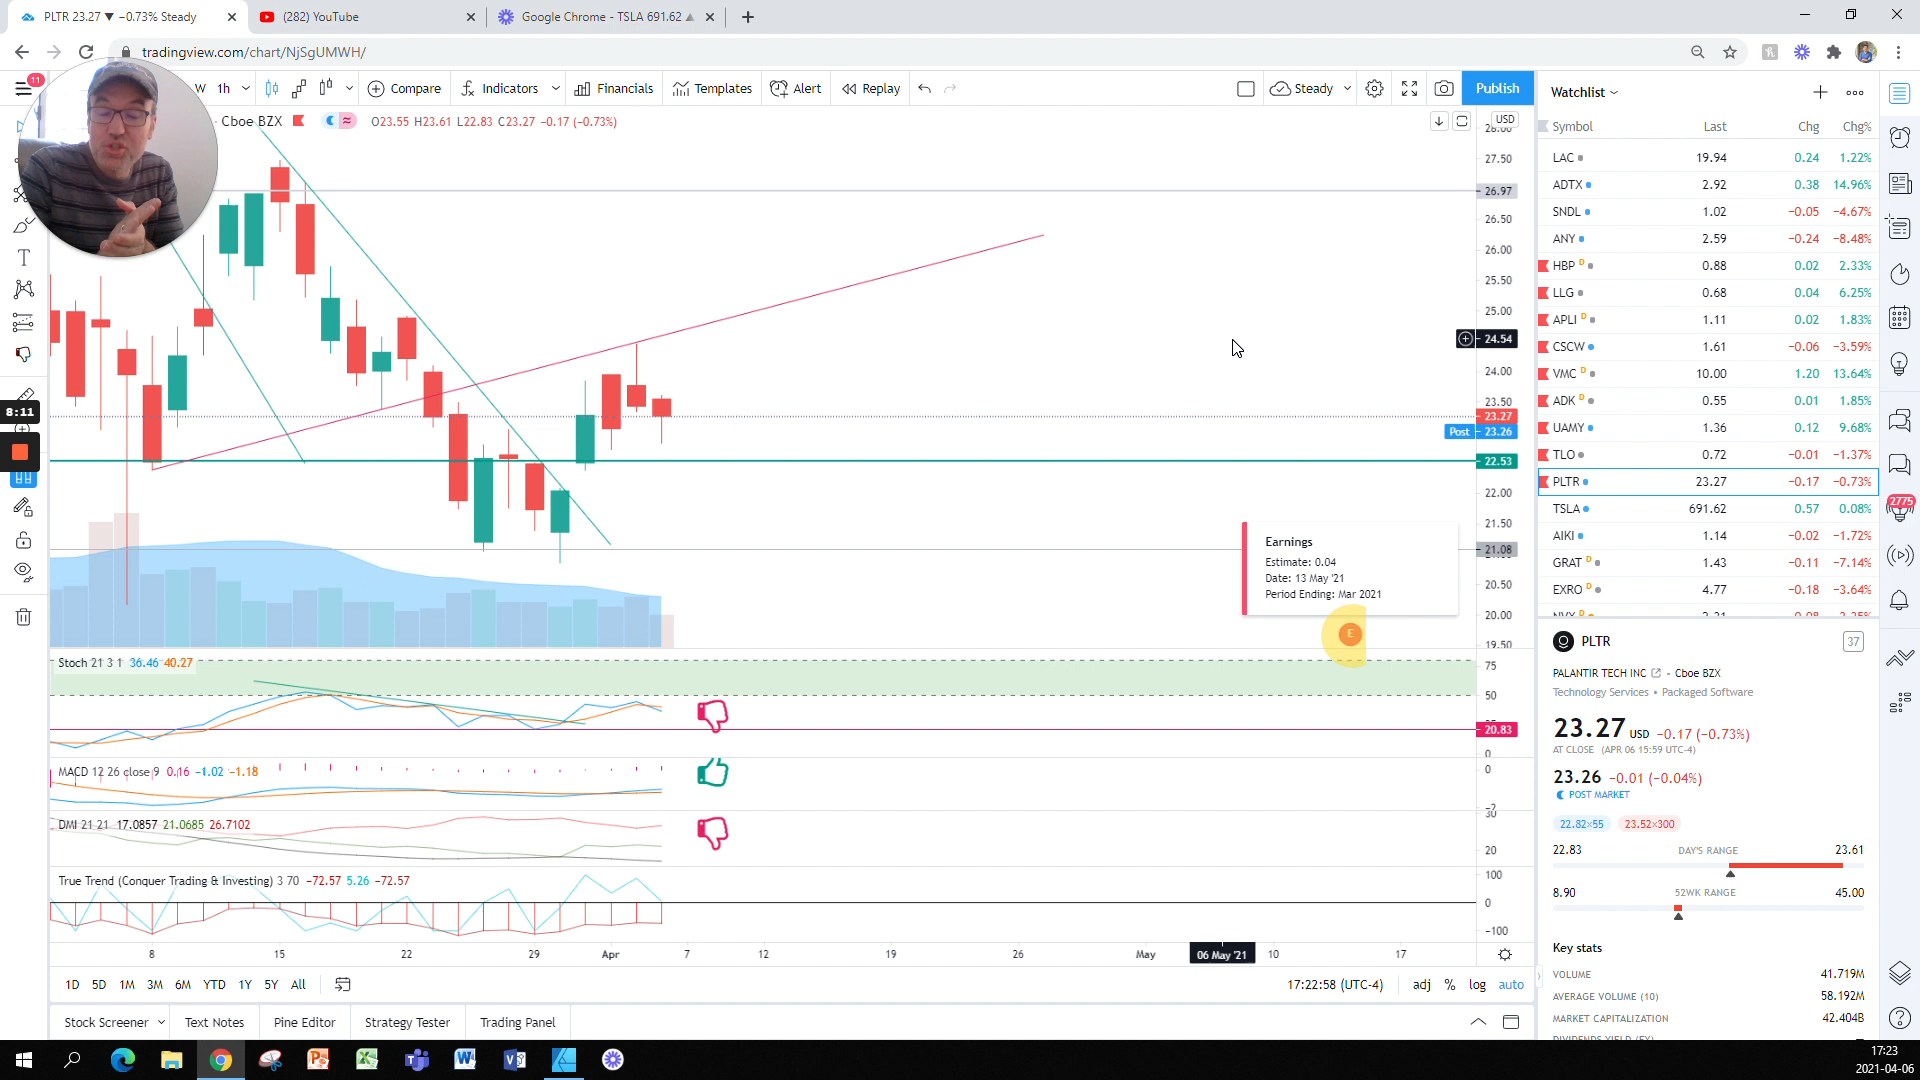 PLTR 23.27 ▼ −0.73% Steady
(282) YouTube
Google Chrome - TSLA 691.62
tradingview.com/chart/NjSgUMWH/
11
W
1h
Compare
Indicators
Financials
Templates
Alert
Replay
Steady
Publish
Cboe BZX
O23.55 H23.61 L22.83 C23.27 −0.17 (−0.73%)
USD
28.00
27.50
26.97
26.50
26.00
25.50
25.00
24.54
24.00
23.50
23.27
Post 23.26
22.53
22.00
21.50
21.08
20.50
20.00
19.50
Earnings
Estimate: 0.04
Date: 13 May '21
Period Ending: Mar 2021
E
8:11
Stoch 21 3 1 36.46 40.27
75
50
20.83
0
MACD 12 26 close 9 0.16 −1.02 −1.18
0
−2
DMI 21 21 17.0857 21.0685 26.7102
30
20
True Trend (Conquer Trading & Investing) 3 70 −72.57 5.26 −72.57
100
0
−100
8 15 22 29 Apr 7 12 19 26 May 06 May '21 10 17
1D 5D 1M 3M 6M YTD 1Y 5Y All
17:22:58 (UTC-4) adj % log auto
Stock Screener Text Notes Pine Editor Strategy Tester Trading Panel
Watchlist
Symbol Last Chg Chg%
LAC 19.94 0.24 1.22%
ADTX 2.92 0.38 14.96%
SNDL 1.02 −0.05 −4.67%
ANY 2.59 −0.24 −8.48%
HBP D 0.88 0.02 2.33%
LLG 0.68 0.04 6.25%
APLI D 1.11 0.02 1.83%
CSCW 1.61 −0.06 −3.59%
VMC D 10.00 1.20 13.64%
ADK D 0.55 0.01 1.85%
UAMY 1.36 0.12 9.68%
TLO 0.72 −0.01 −1.37%
PLTR 23.27 −0.17 −0.73%
TSLA 691.62 0.57 0.08%
AIKI 1.14 −0.02 −1.72%
GRAT D 1.43 −0.11 −7.14%
EXRO D 4.77 −0.18 −3.64%
2775
PLTR
37
PALANTIR TECH INC - Cboe BZX
Technology Services • Packaged Software
23.27 USD −0.17 (−0.73%)
AT CLOSE (APR 06 15:59 UTC-4)
23.26 −0.01 (−0.04%)
POST MARKET
22.82×55 23.52×300
22.83 DAY'S RANGE 23.61
8.90 52WK RANGE 45.00
Key stats
VOLUME 41.719M
AVERAGE VOLUME (10) 58.192M
MARKET CAPITALIZATION 42.404B
17:23
2021-04-06